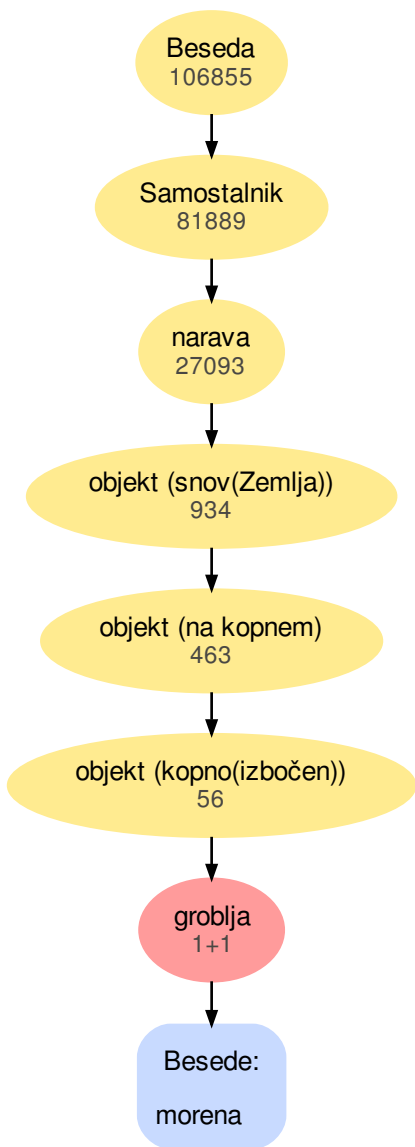 Beseda
106855
Samostalnik
81889
narava
27093
objekt (snov(Zemlja))
934
objekt (na kopnem)
463
objekt (kopno(izbočen))
56
groblja
1+1
Besede:
morena